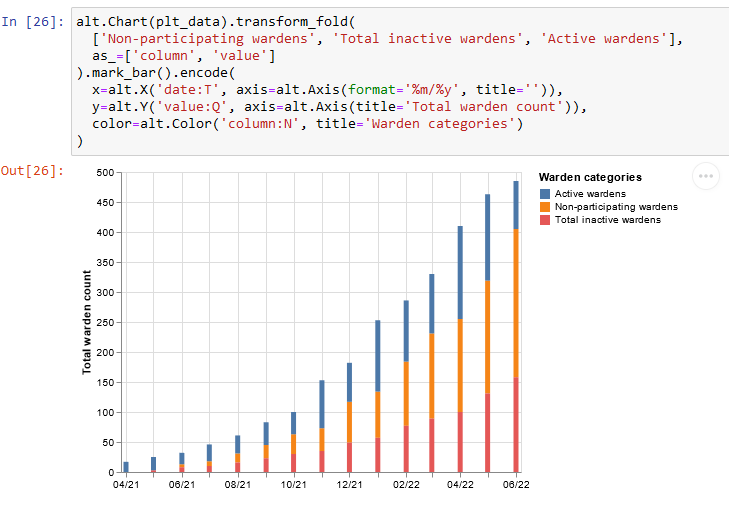 In [26]: alt.Chart(plt_data).transform_fold(
['Non-participating wardens', 'Total inactive wardens', 'Active wardens'],
as_=['column', 'value']
).mark_bar().encode(
x=alt.X('date:T', axis=alt.Axis(format='%m/%y', title='')),
y=alt.Y('value:Q', axis=alt.Axis(title='Total warden count')),
color=alt.Color('column:N', title='Warden categories')
)
Out[26]:
500
450
400
350
300
250
200
150
100
50
0
Total warden count
04/21 06/21 08/21 10/21 12/21 02/22 04/22 06/22
Warden categories
Active wardens
Non-participating wardens
Total inactive wardens